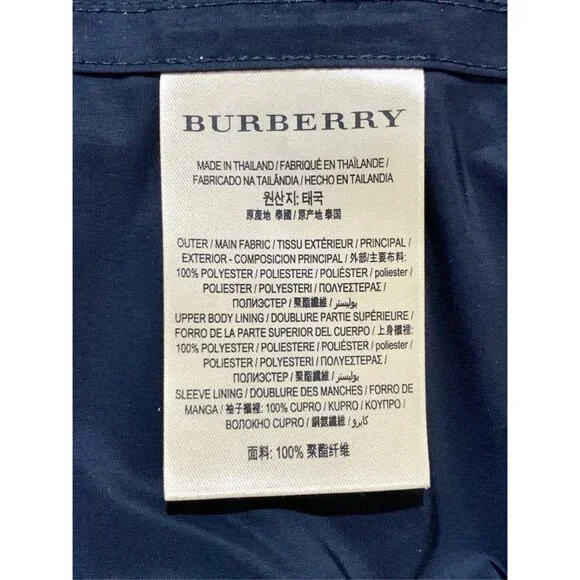 BURBERRY
MADE IN THAILAND / FABRIQUÉ EN THAÏLANDE /
FABRICADO NA TAILÂNDIA / HECHO EN TAILANDIA
원산지: 태국
原產地 泰國 / 原产地 泰国
OUTER / MAIN FABRIC / TISSU EXTÉRIEUR / PRINCIPAL /
EXTERIOR - COMPOSICION PRINCIPAL / 外部/主要布料:
100% POLYESTER / POLIESTERE / POLIÉSTER / poliester /
POLIESTER / POLYESTERI / ΠΟΛΥΕΣΤΕΡΑΣ /
ПОЛИЭСТЕР / 聚酯纖維 / بوليستر /
UPPER BODY LINING / DOUBLURE PARTIE SUPÉRIEURE /
FORRO DE LA PARTE SUPERIOR DEL CUERPO / 上身襯裡:
100% POLYESTER / POLIESTERE / POLIÉSTER / poliester /
POLIESTER / POLYESTERI / ΠΟΛΥΕΣΤΕΡΑΣ /
ПОЛИЭСТЕР / 聚酯纖維 / بوليستر /
SLEEVE LINING / DOUBLURE DES MANCHES / FORRO DE
MANGA / 袖子襯裡: 100% CUPRO / KUPRO / ΚΟΥΠΡΟ /
ВОЛОКНО CUPRO / 銅氨纖維 / كابرو /
面料: 100% 聚酯纤维